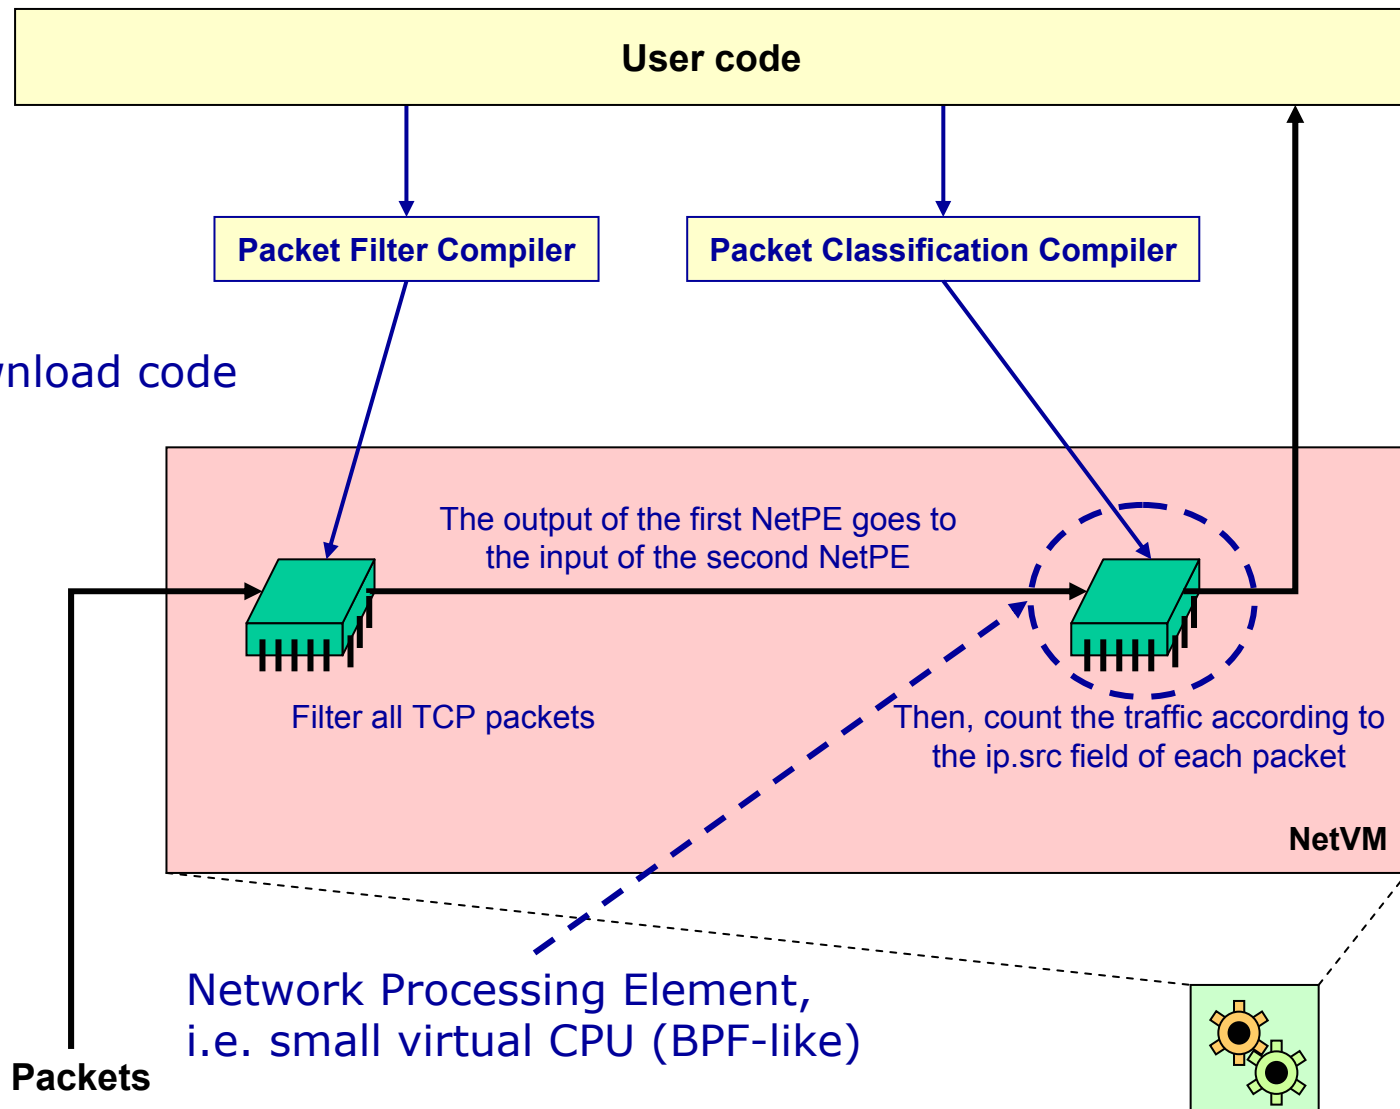 User code
Packet Filter Compiler
Packet Classification Compiler
wnload code
The output of the first NetPE goes to
the input of the second NetPE
Filter all TCP packets
Then, count the traffic according to
the ip.src field of each packet
NetVM
Network Processing Element,
i.e. small virtual CPU (BPF-like)
Packets